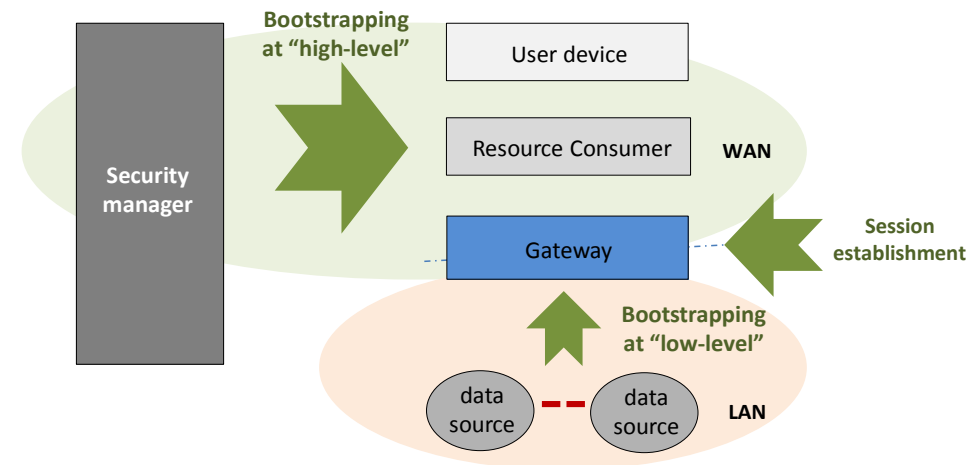 Bootstrapping
at “high-level”
User device
Resource Consumer
WAN
Security
manager
Session
establishment
Gateway
Bootstrapping
at “low-level”
data
source
data
source
LAN